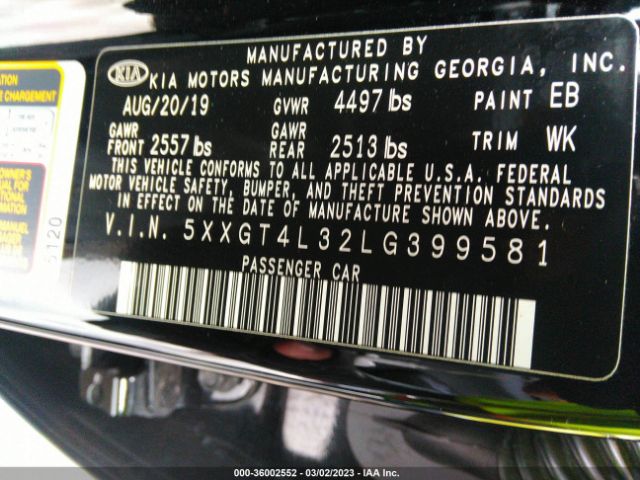 MANUFACTURED BY
KIA KIA MOTORS MANUFACTURING GEORGIA, INC.
AUG/20/19 GVWR 4497 lbs PAINT EB
GAWR FRONT 2557 lbs GAWR REAR 2513 lbs TRIM WK
THIS VEHICLE CONFORMS TO ALL APPLICABLE U.S.A. FEDERAL
MOTOR VEHICLE SAFETY, BUMPER, AND THEFT PREVENTION STANDARDS
IN EFFECT ON THE DATE OF MANUFACTURE SHOWN ABOVE.
V.I.N. 5XXGT4L32LG399581
PASSENGER CAR
CHARGEMENT
5120
000-36002552 — 03/02/2023 — IAA Inc.